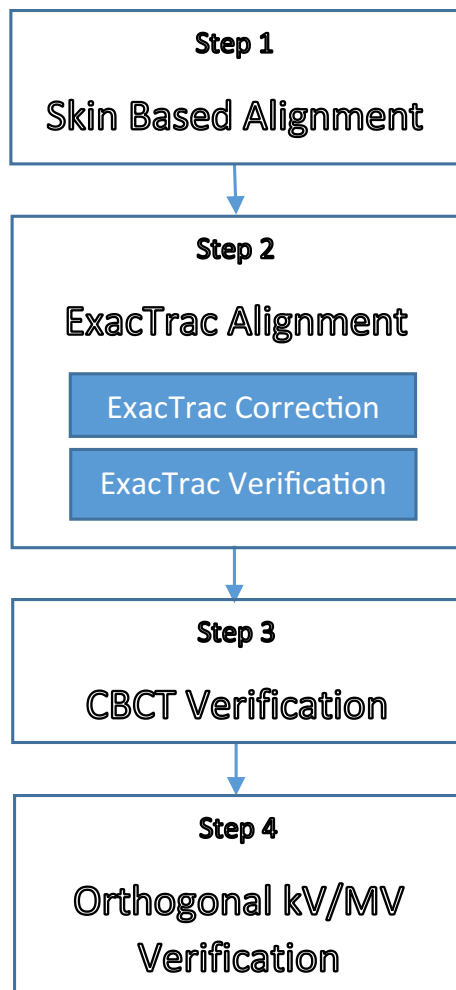 Step 1
Skin Based Alignment
Step 2
ExacTrac Alignment
ExacTrac Correction
ExacTrac Verification
Step 3
CBCT Verification
Step 4
Orthogonal kV/MV
Verification